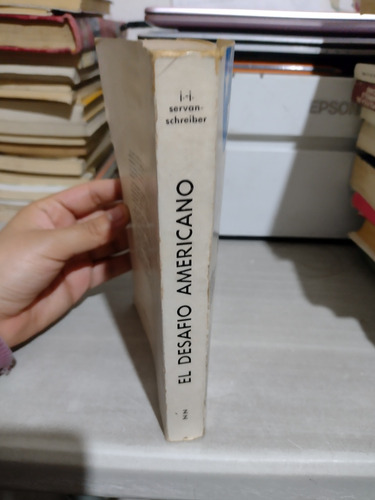 j-j
servan-
schreiber
EL DESAFIO AMERICANO
EPSON